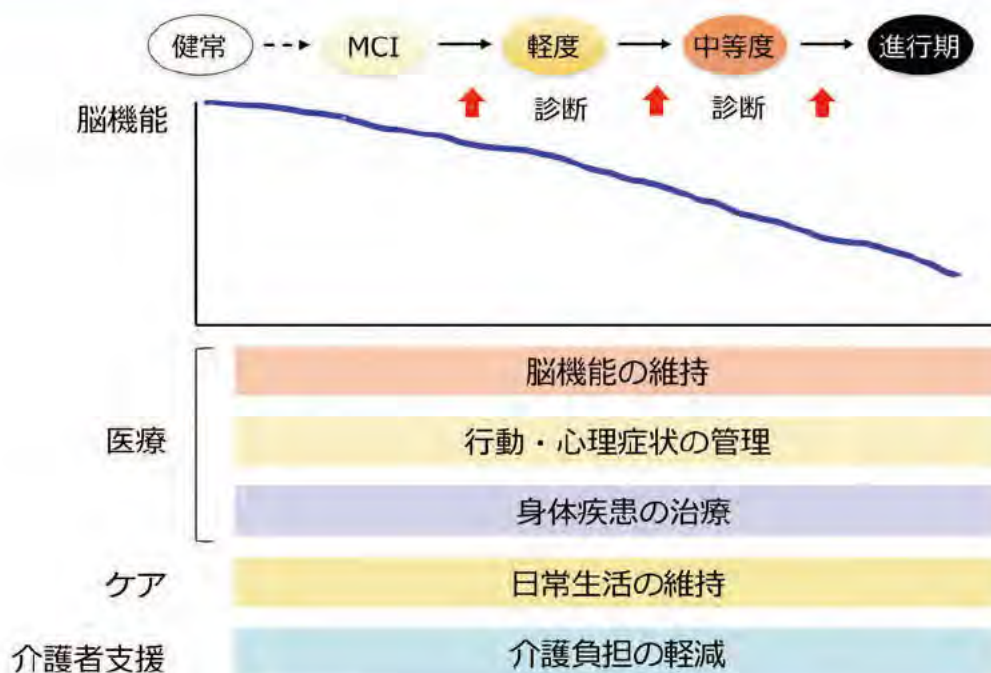 健常 MCI 軽度 中等度 進行期
診断 診断
脳機能
脳機能の維持
医療 行動・心理症状の管理
身体疾患の治療
ケア 日常生活の維持
介護者支援 介護負担の軽減